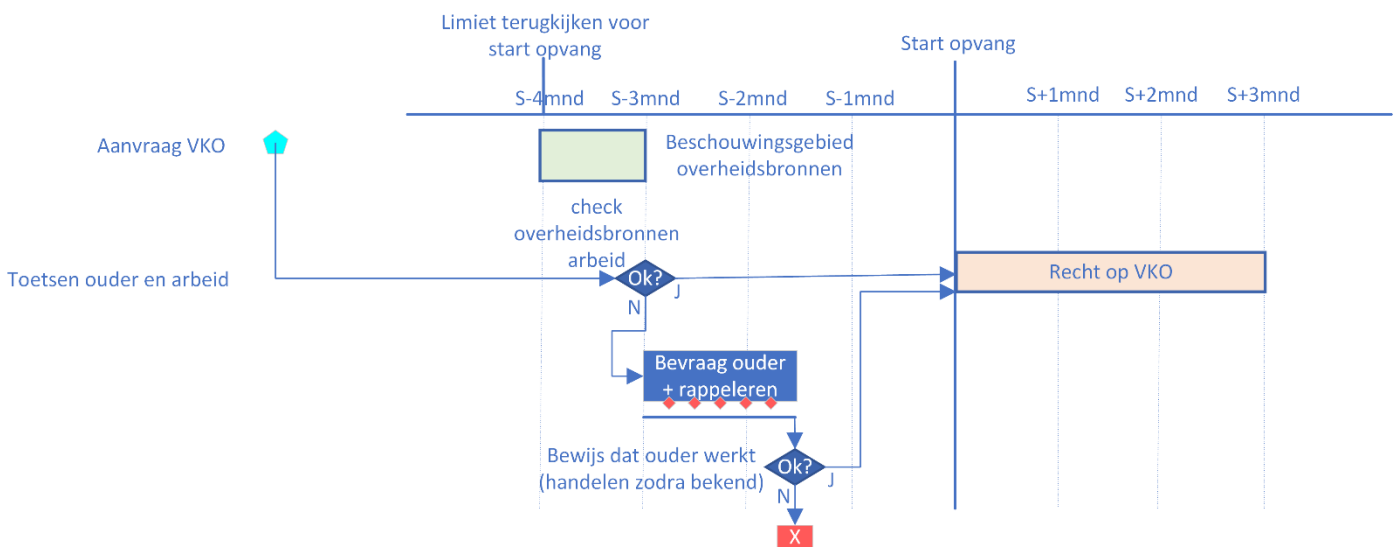 Limiet terugkijken voor
start opvang
Start opvang
S-4mnd S-3mnd S-2mnd S-1mnd S+1mnd S+2mnd S+3mnd
Aanvraag VKO
Beschouwingsgebied
overheidsbronnen
check
overheidsbronnen
arbeid
Toetsen ouder en arbeid
Ok?
J
N
Recht op VKO
Bevraag ouder
+ rappeleren
Bewijs dat ouder werkt
(handelen zodra bekend)
Ok?
J
N
X